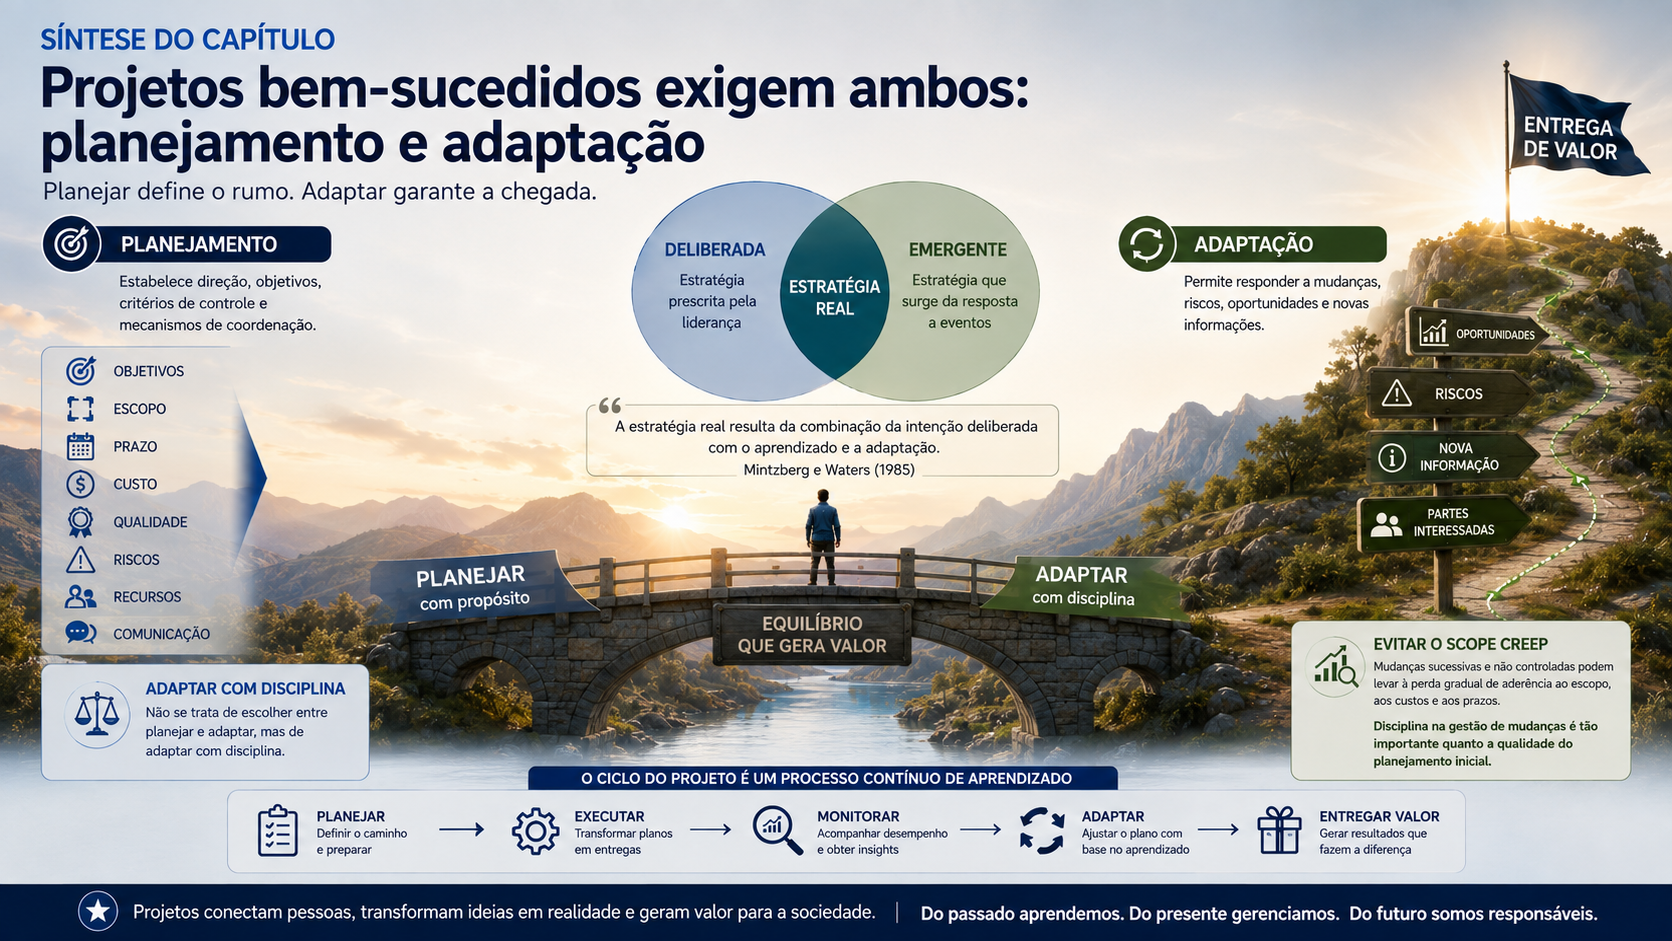 SÍNTESE DO CAPÍTULO
Projetos bem-sucedidos exigem ambos:
planejamento e adaptação
Planejar define o rumo. Adaptar garante a chegada.
PLANEJAMENTO
Estabelece direção, objetivos,
critérios de controle e
mecanismos de coordenação.
OBJETIVOS
ESCOPO
PRAZO
CUSTO
QUALIDADE
RISCOS
RECURSOS
COMUNICAÇÃO
ADAPTAR COM DISCIPLINA
Não se trata de escolher entre
planejar e adaptar, mas de
adaptar com disciplina.
DELIBERADA
Estratégia
prescrita pela
liderança
ESTRATÉGIA
REAL
EMERGENTE
Estratégia que
surge da resposta
a eventos
“
A estratégia real resulta da combinação da intenção deliberada
com o aprendizado e a adaptação.
Mintzberg e Waters (1985)
PLANEJAR
com propósito
EQUILÍBRIO
QUE GERA VALOR
ADAPTAR
com disciplina
ADAPTAÇÃO
Permite responder a mudanças,
riscos, oportunidades e novas
informações.
ENTREGA
DE VALOR
OPORTUNIDADES
RISCOS
NOVA
INFORMAÇÃO
PARTES
INTERESSADAS
EVITAR O SCOPE CREEP
Mudanças sucessivas e não controladas podem
levar à perda gradual de aderência ao escopo,
aos custos e aos prazos.
Disciplina na gestão de mudanças é tão
importante quanto a qualidade do
planejamento inicial.
O CICLO DO PROJETO É UM PROCESSO CONTÍNUO DE APRENDIZADO
PLANEJAR
Definir o caminho
e preparar
EXECUTAR
Transformar planos
em entregas
MONITORAR
Acompanhar desempenho
e obter insights
ADAPTAR
Ajustar o plano com
base no aprendizado
ENTREGAR VALOR
Gerar resultados que
fazem a diferença
Projetos conectam pessoas, transformam ideias em realidade e geram valor para a sociedade.
Do passado aprendemos. Do presente gerenciamos. Do futuro somos responsáveis.